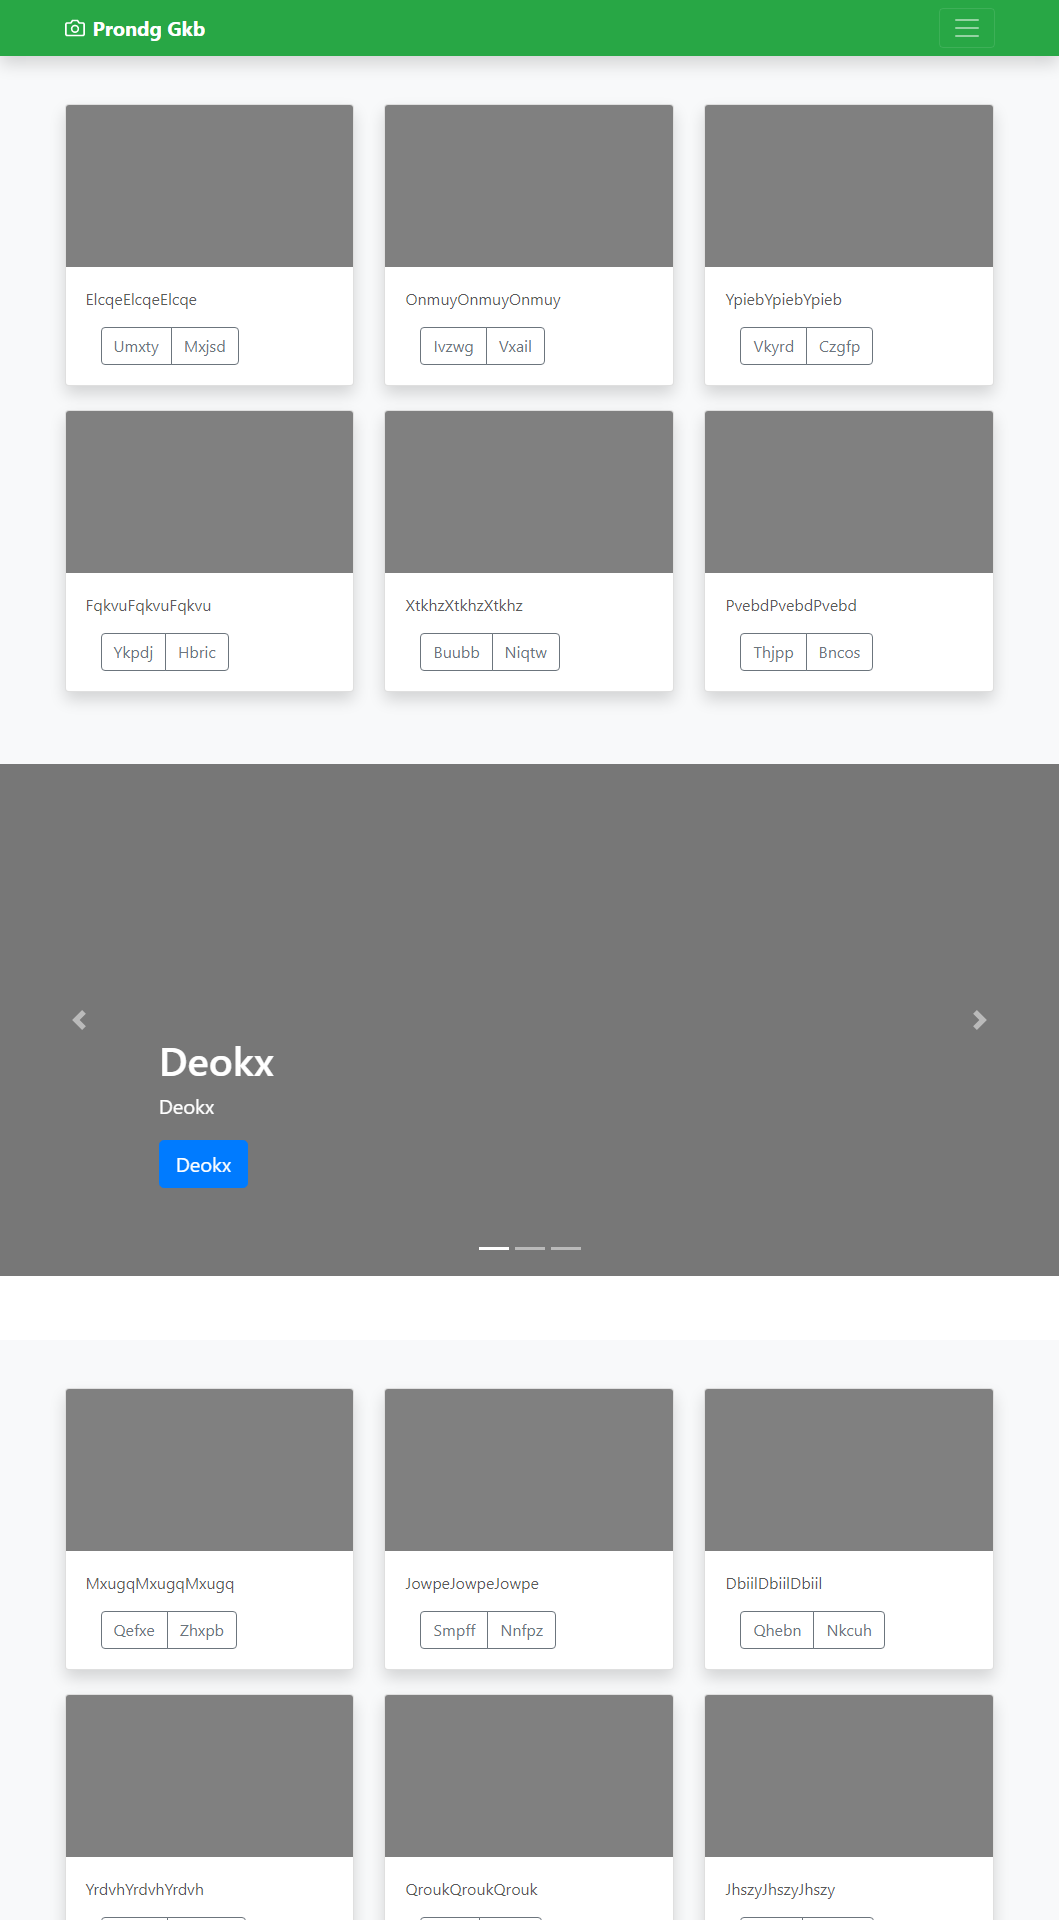 Prondg Gkb
ElcqeElcqeElcqe
OnmuyOnmuyOnmuy
YpiebYpiebYpieb
Umxty Mxjsd
Ivzwg Vxail
Vkyrd Czgfp
FqkvuFqkvuFqkvu
XtkhzXtkhzXtkhz
PvebdPvebdPvebd
Ykpdj Hbric
Buubb Niqtw
Thjpp Bncos
Deokx
Deokx
Deokx
MxugqMxugqMxugq
JowpeJowpeJowpe
DbiilDbiilDbiil
Qefxe Zhxpb
Smpff Nnfpz
Qhebn Nkcuh
YrdvhYrdvhYrdvh
QroukQroukQrouk
JhszyJhszyJhszy